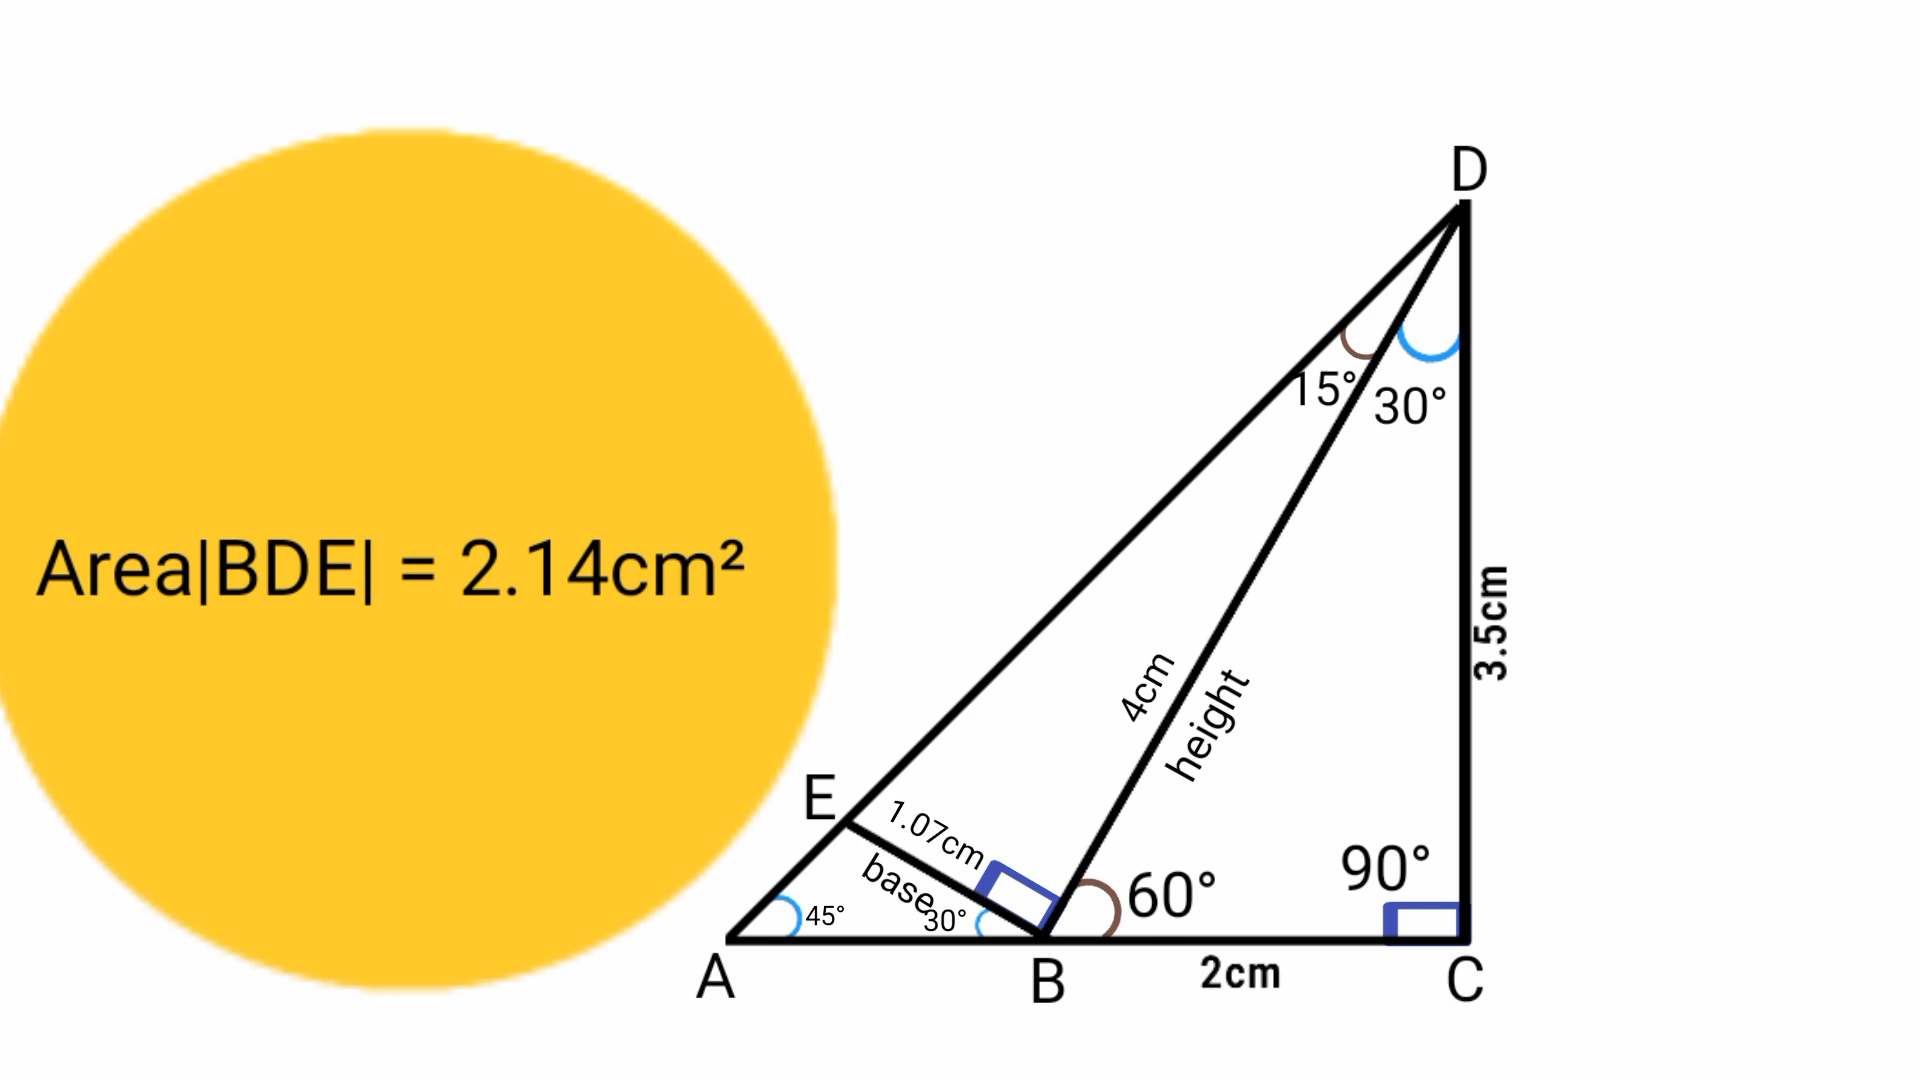 D
15°
30°
Area|BDE| = 2.14cm²
3.5cm
4cm
height
E
1.07cm
base
90°
60°
45°
30°
A
B
2cm
C